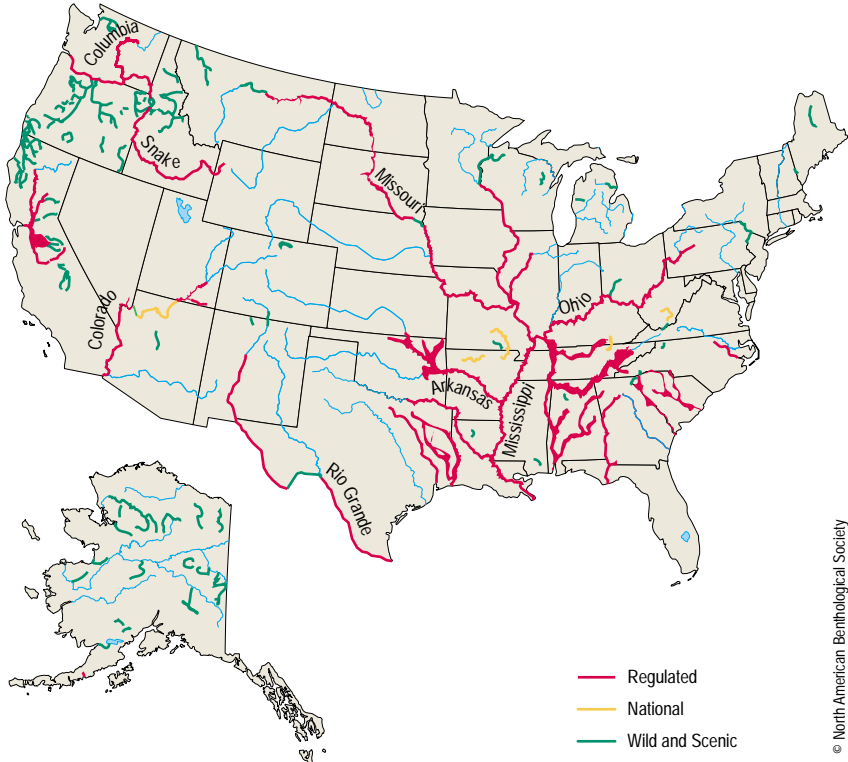 Columbia
Snake
Missouri
Colorado
Ohio
Arkansas
Mississippi
Rio Grande
Regulated
National
Wild and Scenic
© North American Benthological Society